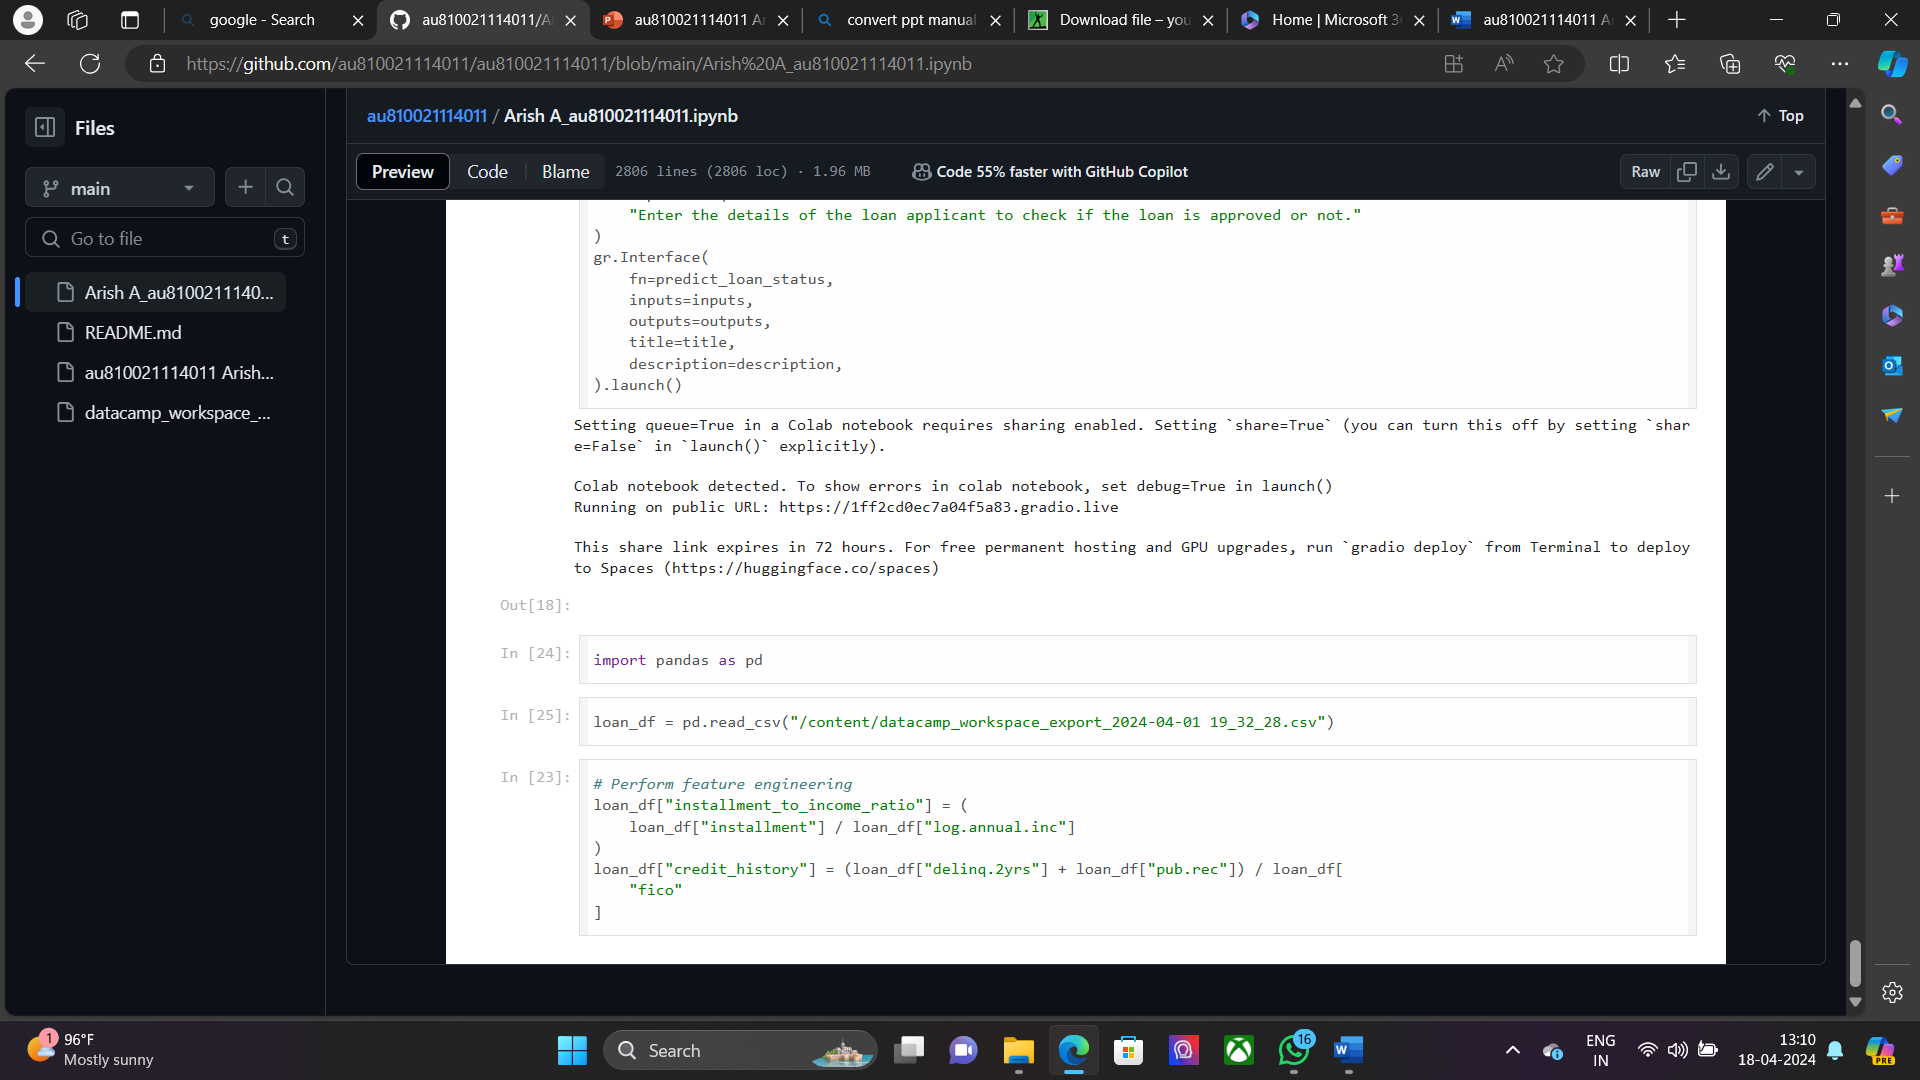 google - Search
au810021114011/Ar
au810021114011 Ar
convert ppt manual
Download file – you
Home | Microsoft 3
au810021114011 A
https://github.com/au810021114011/au810021114011/blob/main/Arish%20A_au810021114011.ipynb
Files
main
Go to file
t
Arish A_au8100211140...
README.md
au810021114011 Arish...
datacamp_workspace_...
au810021114011 / Arish A_au810021114011.ipynb
Top
Preview
Code
Blame
2806 lines (2806 loc) · 1.96 MB
Code 55% faster with GitHub Copilot
Raw
"Enter the details of the loan applicant to check if the loan is approved or not."
)
gr.Interface(
fn=predict_loan_status,
inputs=inputs,
outputs=outputs,
title=title,
description=description,
).launch()
Setting queue=True in a Colab notebook requires sharing enabled. Setting `share=True` (you can turn this off by setting `shar
e=False` in `launch()` explicitly).
Colab notebook detected. To show errors in colab notebook, set debug=True in launch()
Running on public URL: https://1ff2cd0ec7a04f5a83.gradio.live
This share link expires in 72 hours. For free permanent hosting and GPU upgrades, run `gradio deploy` from Terminal to deploy
to Spaces (https://huggingface.co/spaces)
Out[18]:
In [24]:
import pandas as pd
In [25]:
loan_df = pd.read_csv("/content/datacamp_workspace_export_2024-04-01 19_32_28.csv")
In [23]:
# Perform feature engineering
loan_df["installment_to_income_ratio"] = (
loan_df["installment"] / loan_df["log.annual.inc"]
)
loan_df["credit_history"] = (loan_df["delinq.2yrs"] + loan_df["pub.rec"]) / loan_df[
"fico"
]
1
96°F
Mostly sunny
Search
16
ENG
IN
13:10
18-04-2024
PRE